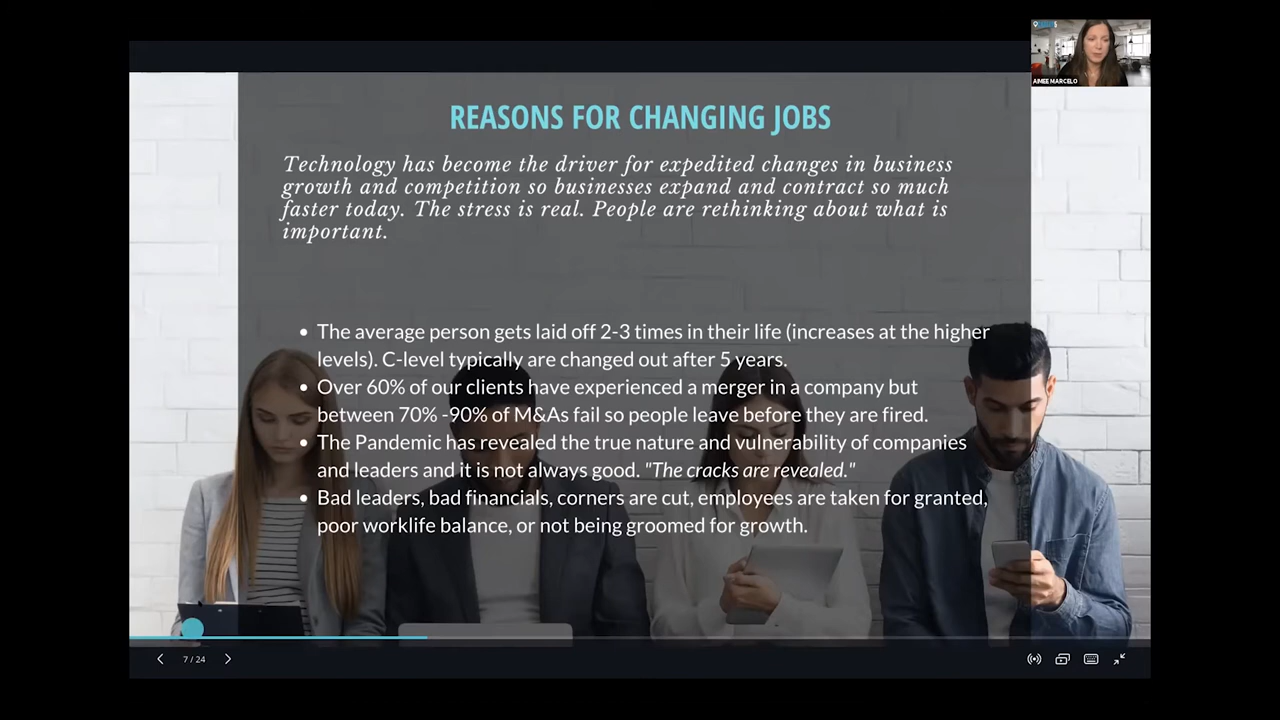 AIMEE MARCELO
REASONS FOR CHANGING JOBS
Technology has become the driver for expedited changes in business
growth and competition so businesses expand and contract so much
faster today. The stress is real. People are rethinking about what is
important.
• The average person gets laid off 2-3 times in their life (increases at the higher
levels). C-level typically are changed out after 5 years.
• Over 60% of our clients have experienced a merger in a company but
between 70% -90% of M&As fail so people leave before they are fired.
• The Pandemic has revealed the true nature and vulnerability of companies
and leaders and it is not always good. "The cracks are revealed."
• Bad leaders, bad financials, corners are cut, employees are taken for granted,
poor worklife balance, or not being groomed for growth.
7 / 24